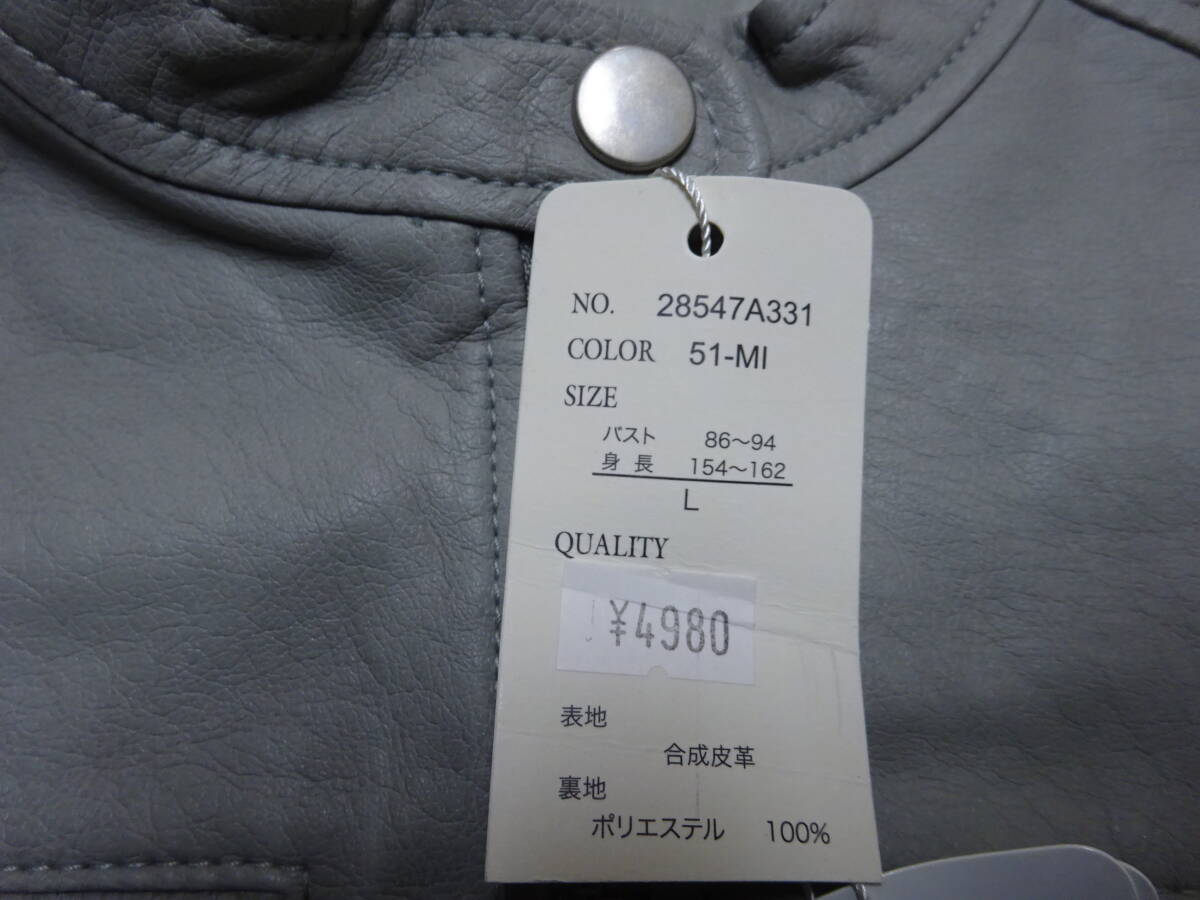 NO. 28547A331
COLOR 51-MI
SIZE
バスト 86～94
身長 154～162
L
QUALITY
¥4980
表地
合成皮革
裏地
ポリエステル 100%